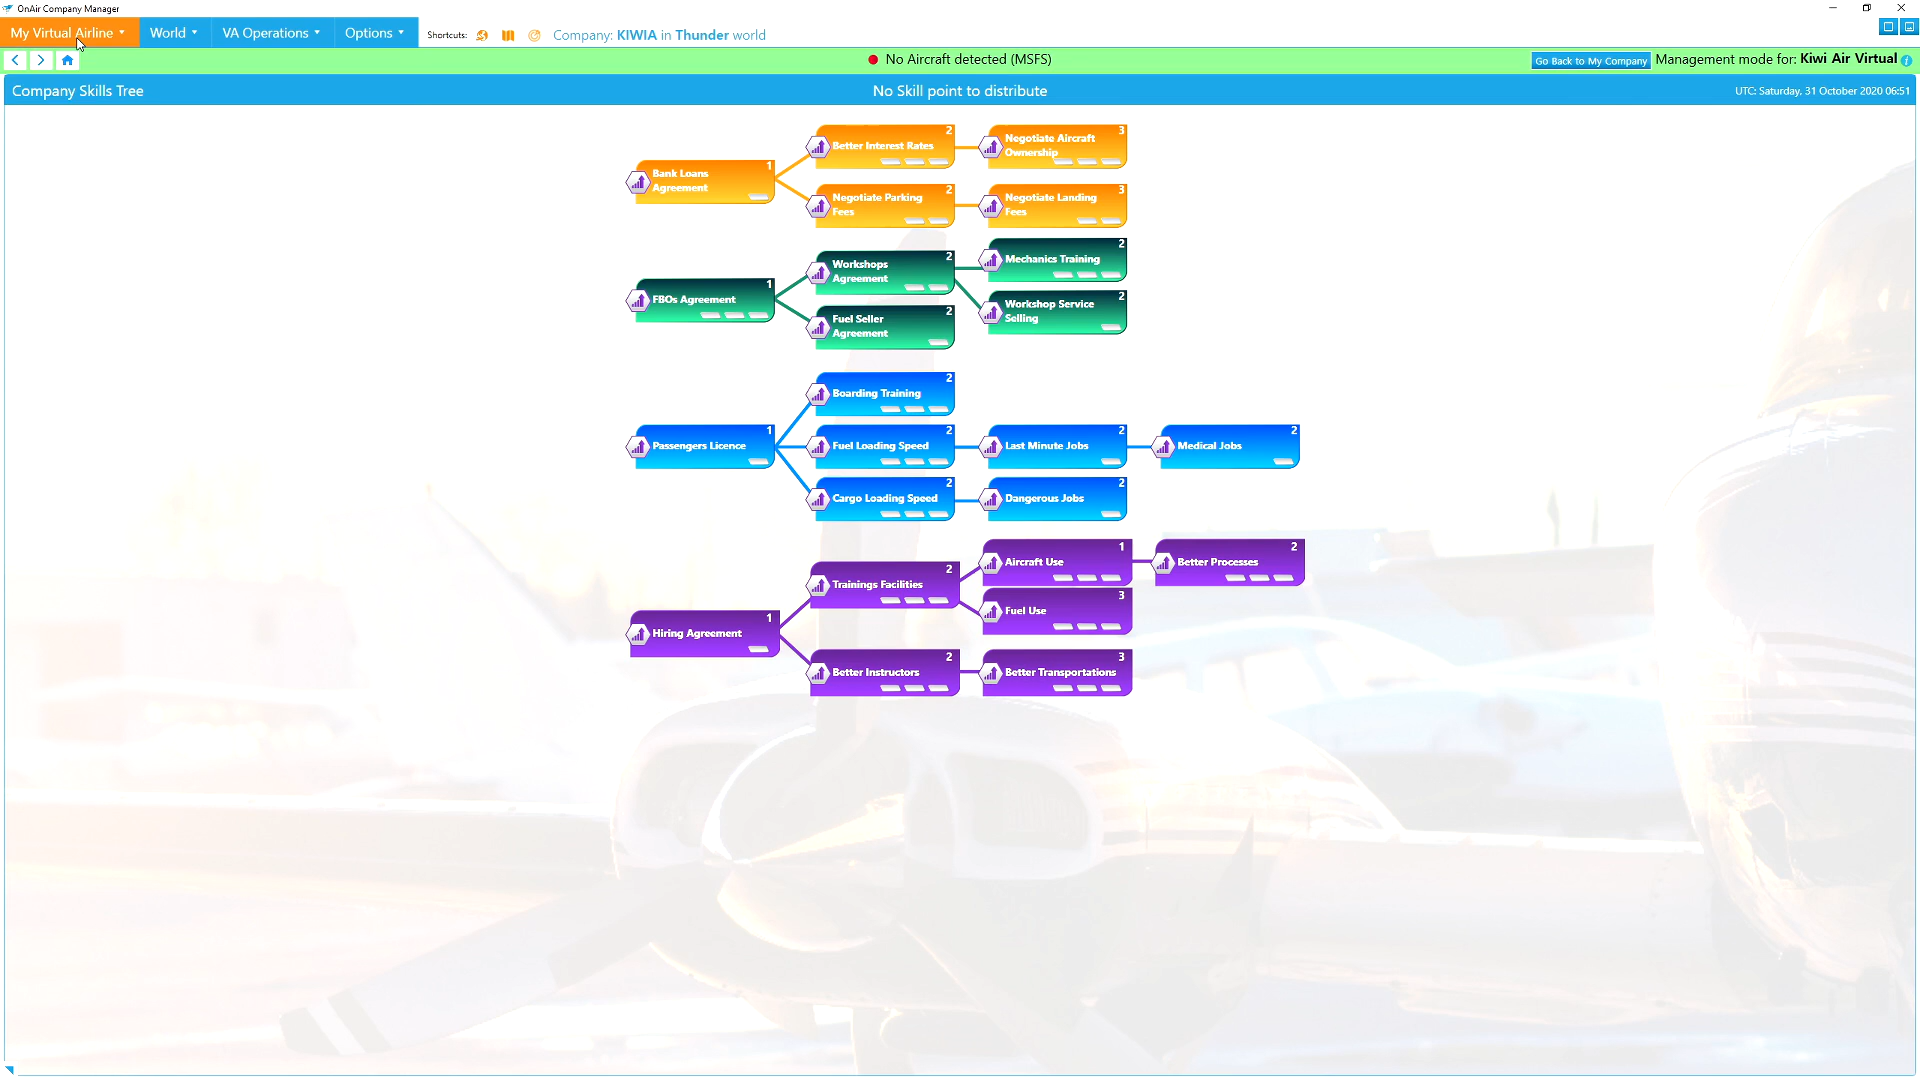 OnAir Company Manager
My Virtual Airline World VA Operations Options Shortcuts: Company: KIWIA in Thunder world
No Aircraft detected (MSFS) Go Back to My Company Management mode for: Kiwi Air Virtual
Company Skills Tree No Skill point to distribute UTC: Saturday, 31 October 2020 06:51
Bank Loans
Agreement
1
Better Interest Rates
2
Negotiate Aircraft
Ownership
3
Negotiate Parking
Fees
2
Negotiate Landing
Fees
3
FBOs Agreement
1
Workshops
Agreement
2
Mechanics Training
2
Workshop Service
Selling
2
Fuel Seller
Agreement
2
Passengers Licence
1
Boarding Training
2
Fuel Loading Speed
2
Last Minute Jobs
2
Medical Jobs
2
Cargo Loading Speed
2
Dangerous Jobs
2
Hiring Agreement
1
Trainings Facilities
2
Aircraft Use
1
Better Processes
2
Fuel Use
3
Better Instructors
2
Better Transportations
3